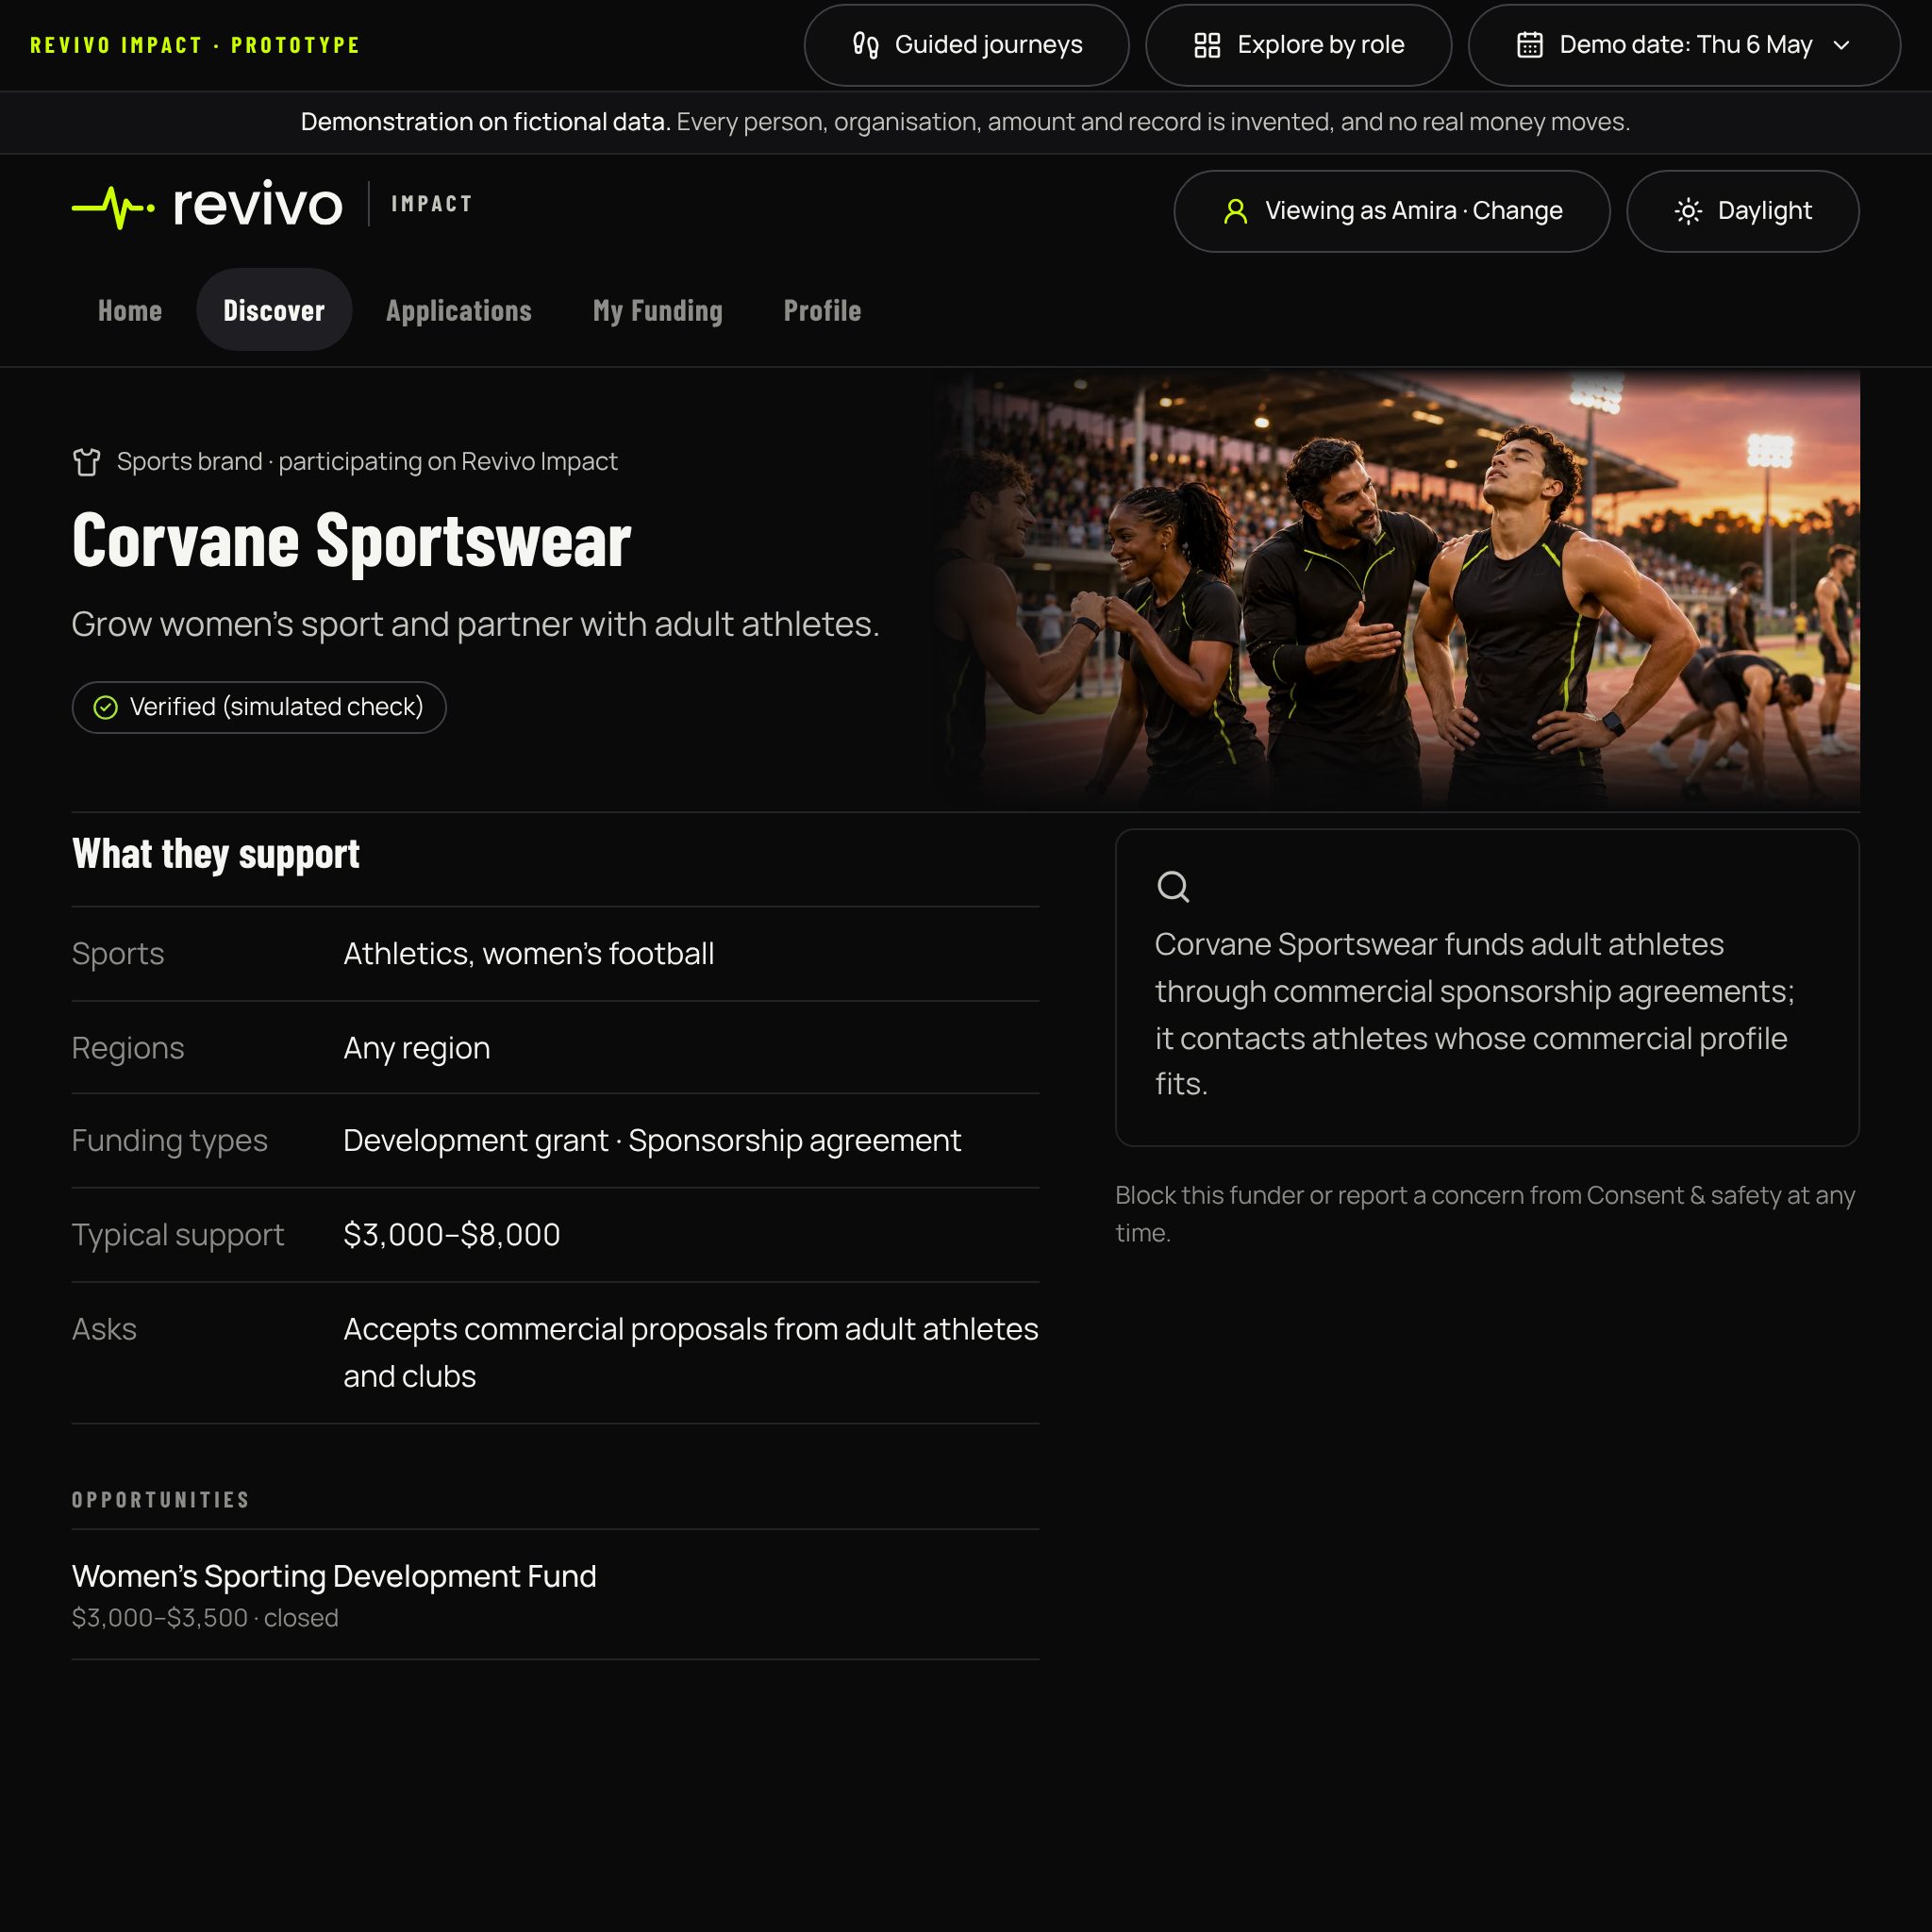 REVIVO IMPACT · PROTOTYPE
Guided journeys
Explore by role
Demo date: Thu 6 May
Demonstration on fictional data. Every person, organisation, amount and record is invented, and no real money moves.
revivo
IMPACT
Viewing as Amira · Change
Daylight
Home
Discover
Applications
My Funding
Profile
Sports brand · participating on Revivo Impact
Corvane Sportswear
Grow women’s sport and partner with adult athletes.
Verified (simulated check)
What they support
Sports
Athletics, women’s football
Regions
Any region
Funding types
Development grant · Sponsorship agreement
Typical support
$3,000–$8,000
Asks
Accepts commercial proposals from adult athletes
and clubs
OPPORTUNITIES
Women’s Sporting Development Fund
$3,000–$3,500 · closed
Corvane Sportswear funds adult athletes
through commercial sponsorship agreements;
it contacts athletes whose commercial profile
fits.
Block this funder or report a concern from Consent & safety at any
time.